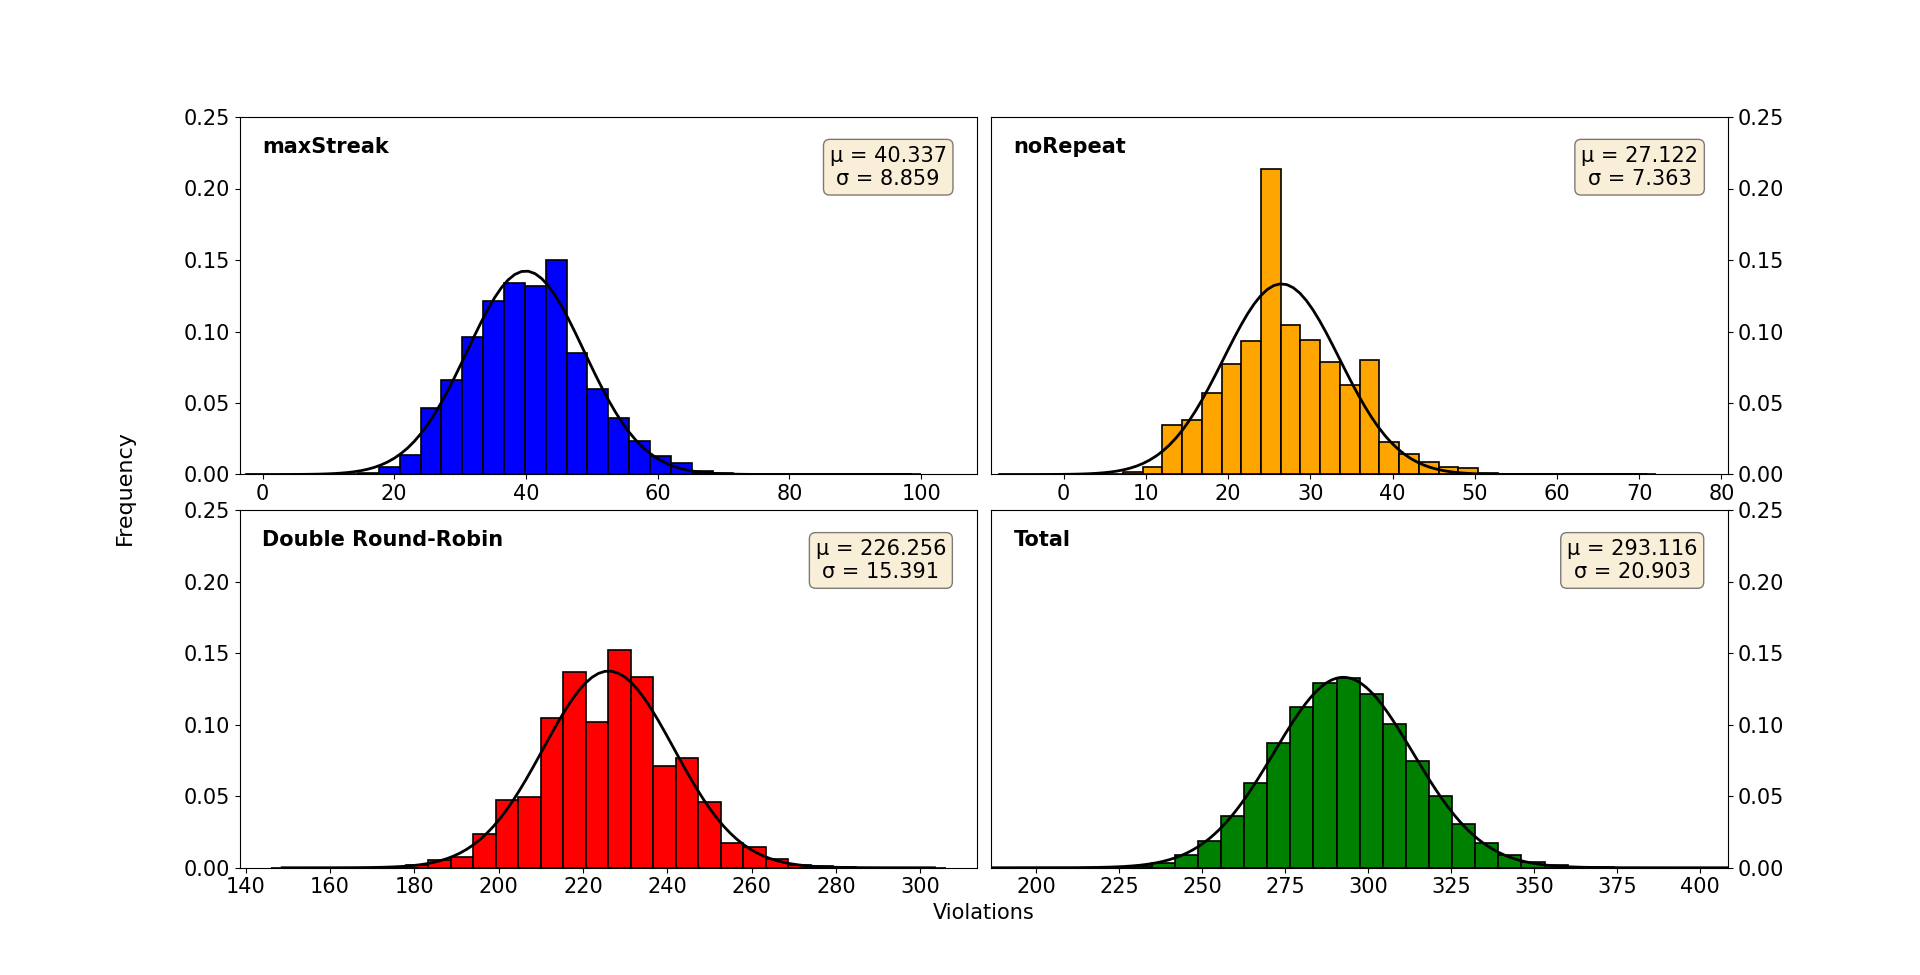 Frequency
0.25
0.20
0.15
0.10
0.05
0.00
maxStreak
μ = 40.337
σ = 8.859
0 20 40 60 80 100
noRepeat
μ = 27.122
σ = 7.363
0.25
0.20
0.15
0.10
0.05
0.00
0 10 20 30 40 50 60 70 80
0.25
0.20
0.15
0.10
0.05
0.00
Double Round-Robin
μ = 226.256
σ = 15.391
140 160 180 200 220 240 260 280 300
Total
μ = 293.116
σ = 20.903
0.25
0.20
0.15
0.10
0.05
0.00
200 225 250 275 300 325 350 375 400
Violations